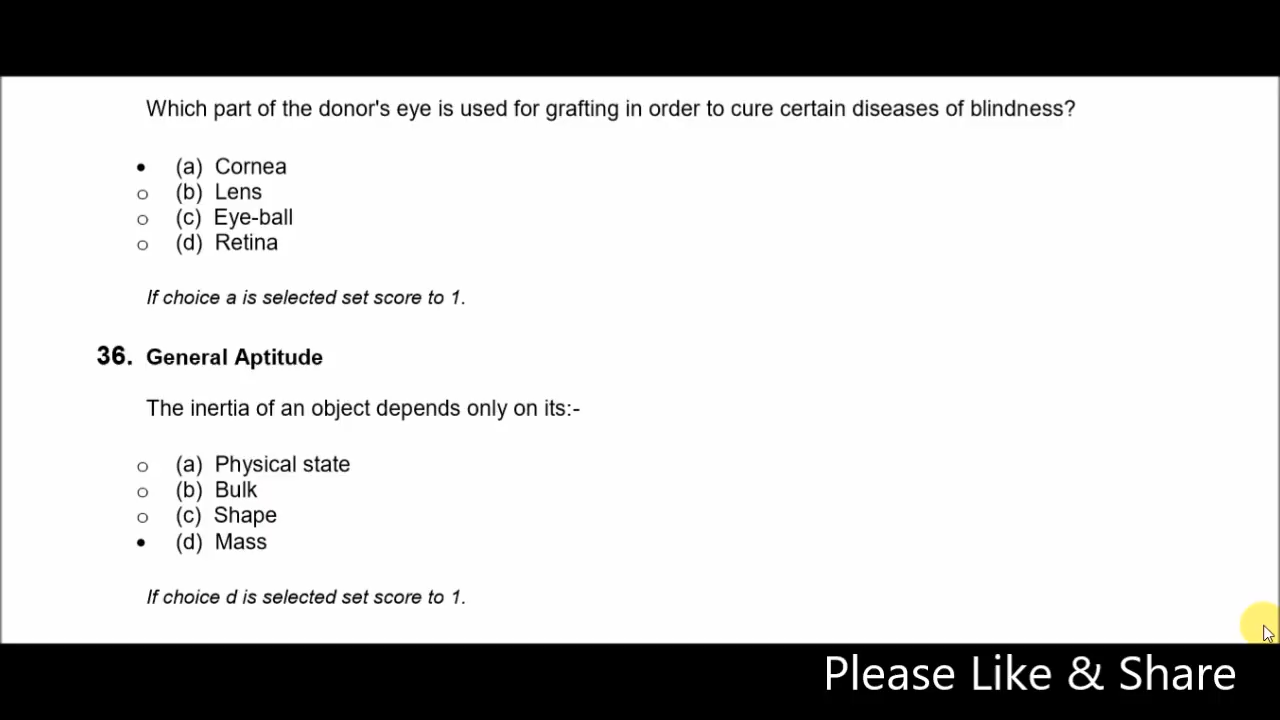 Which part of the donor's eye is used for grafting in order to cure certain diseases of blindness?
• (a) Cornea
o (b) Lens
o (c) Eye-ball
o (d) Retina
If choice a is selected set score to 1.
36. General Aptitude
The inertia of an object depends only on its:-
o (a) Physical state
o (b) Bulk
o (c) Shape
• (d) Mass
If choice d is selected set score to 1.
Please Like & Share